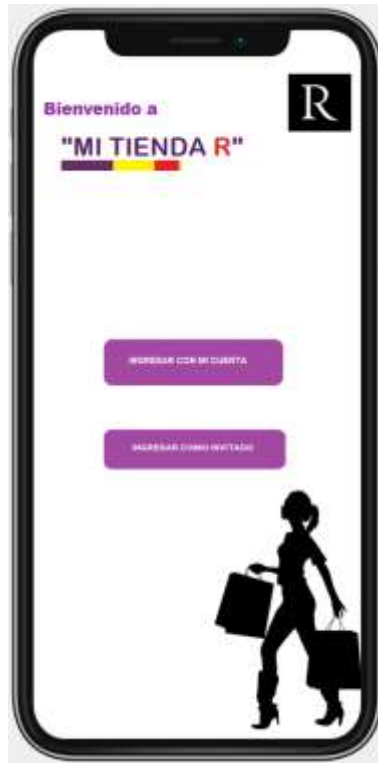 R
Bienvenido a
"MI TIENDA R"
INGRESAR CON MI CUENTA
INGRESAR COMO INVITADO